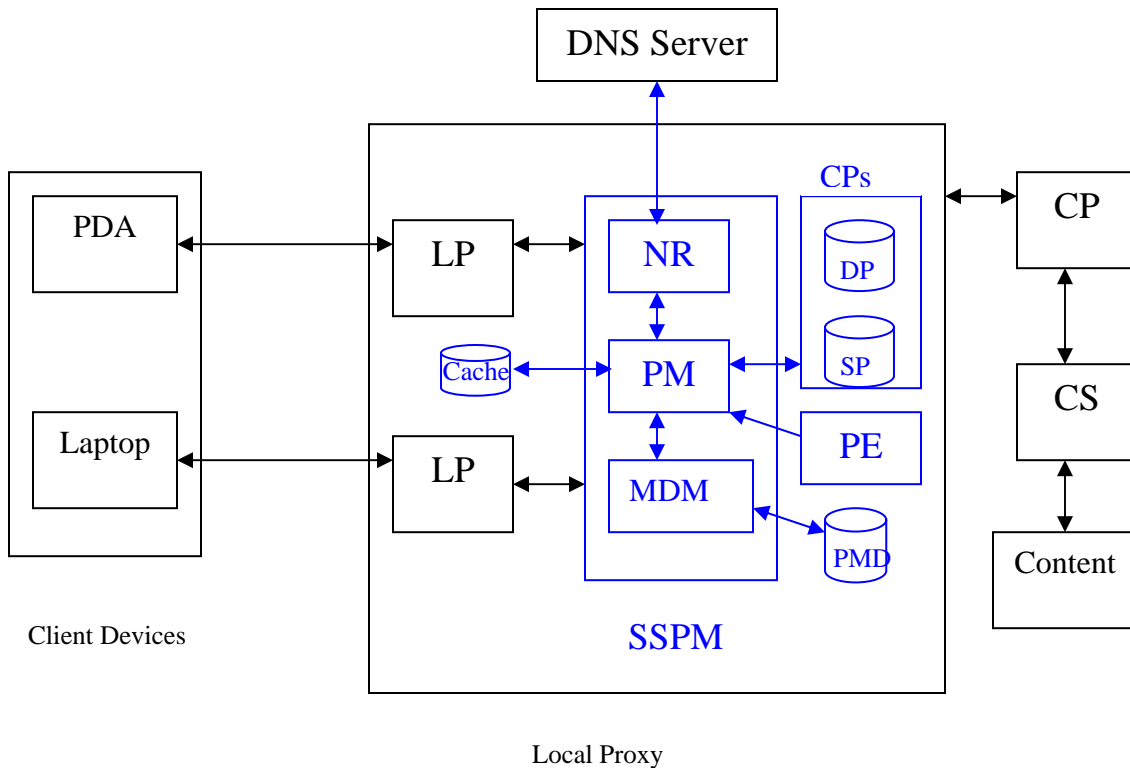 DNS Server
CPs
PDA
LP
NR
DP
CP
Cache
PM
SP
CS
Laptop
LP
MDM
PE
PMD
Content
Client Devices
SSPM
Local Proxy